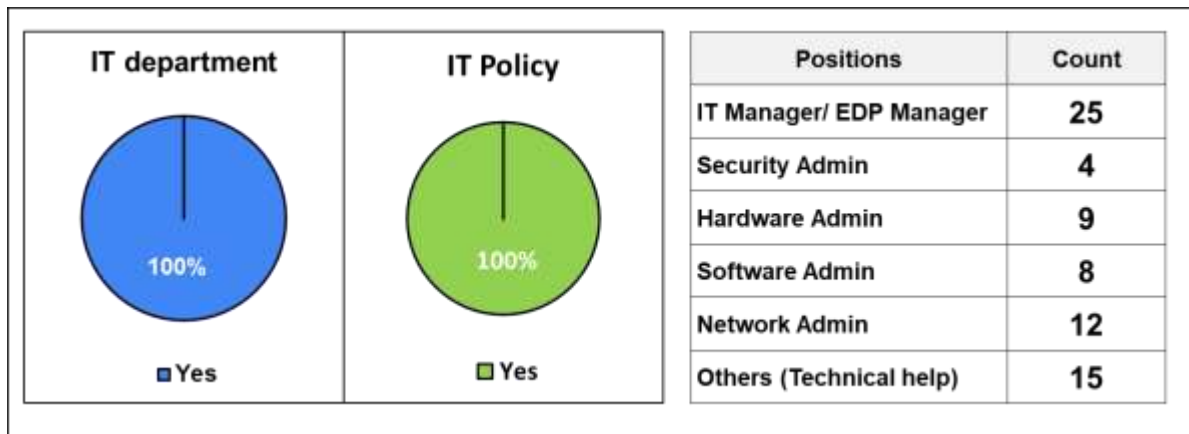 IT department
100%
Yes
IT Policy
100%
Yes
Positions Count
IT Manager/ EDP Manager 25
Security Admin 4
Hardware Admin 9
Software Admin 8
Network Admin 12
Others (Technical help) 15